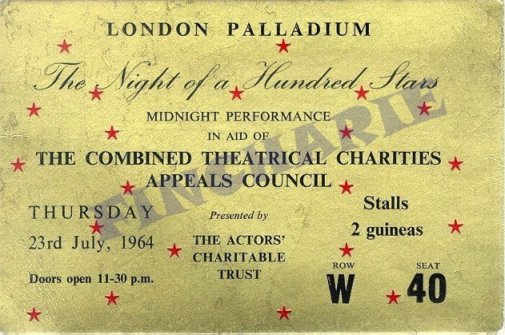 LONDON PALLADIUM
The Night of a Hundred Stars
MIDNIGHT PERFORMANCE
IN AID OF
THE COMBINED THEATRICAL CHARITIES
APPEALS COUNCIL
THURSDAY
23rd July, 1964
Doors open 11-30 p.m.
Presented by
THE ACTORS'
CHARITABLE
TRUST
Stalls
2 guineas
ROW SEAT
W 40
FINCHARIE